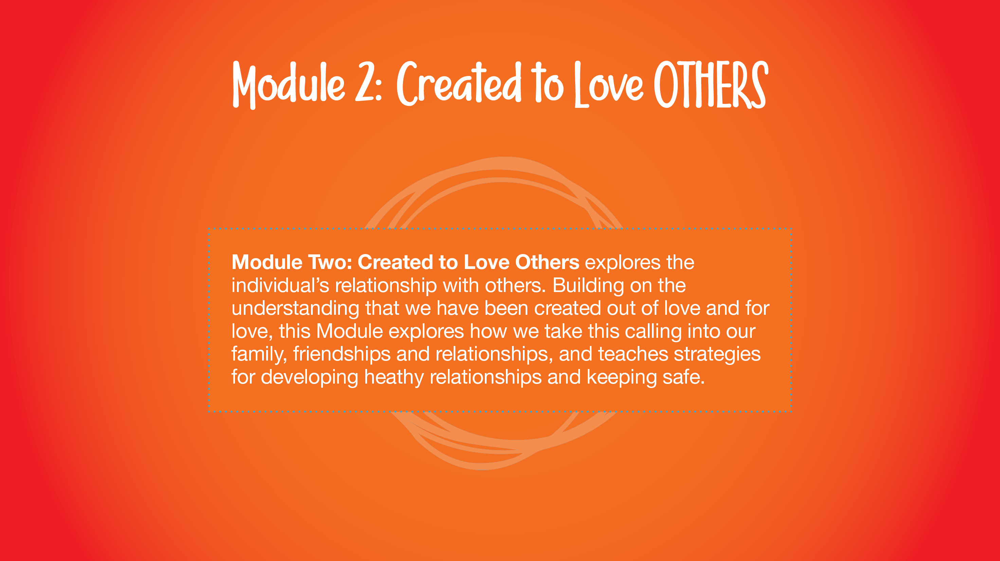 Module 2: Created to Love OTHERS
Module Two: Created to Love Others explores the
individual’s relationship with others. Building on the
understanding that we have been created out of love and for
love, this Module explores how we take this calling into our
family, friendships and relationships, and teaches strategies
for developing heathy relationships and keeping safe.